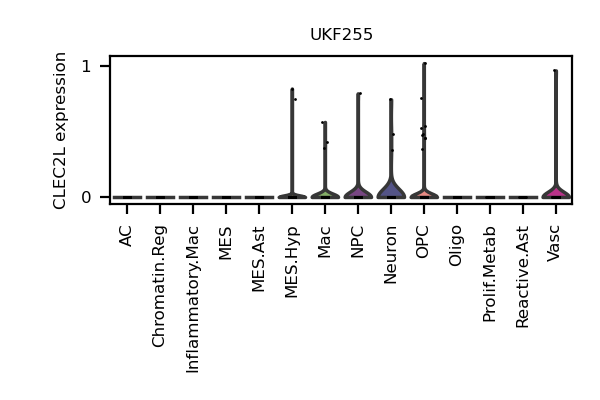 UKF255
CLEC2L expression
1
0
AC
Chromatin.Reg
Inflammatory.Mac
MES
MES.Ast
MES.Hyp
Mac
NPC
Neuron
OPC
Oligo
Prolif.Metab
Reactive.Ast
Vasc